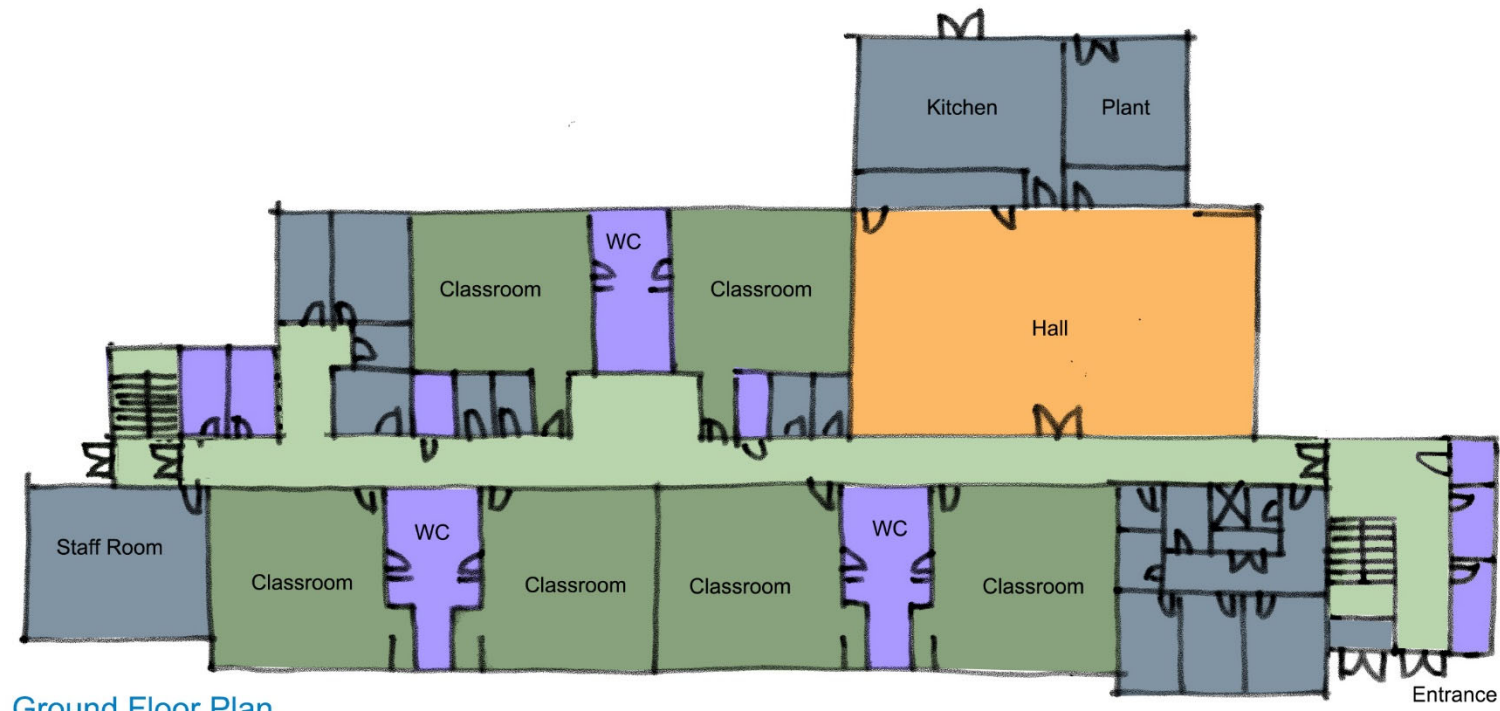 Kitchen
Plant
WC
Classroom
Classroom
Hall
Staff Room
WC
WC
Classroom
Classroom
Classroom
Classroom
Ground Floor Plan
Entrance